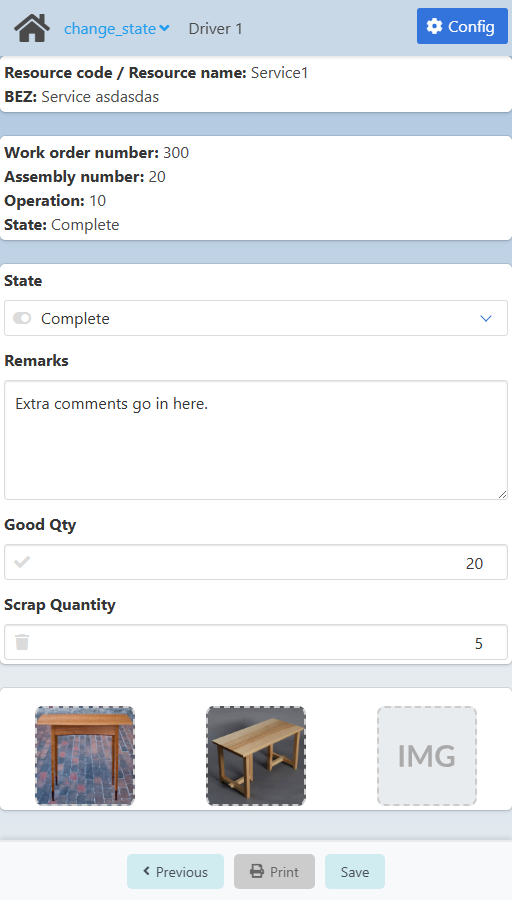 change_state Driver 1 Config
Resource code / Resource name: Service1
BEZ: Service asdasdas
Work order number: 300
Assembly number: 20
Operation: 10
State: Complete
State
Complete
Remarks
Extra comments go in here.
Good Qty
20
Scrap Quantity
5
IMG
Previous Print Save